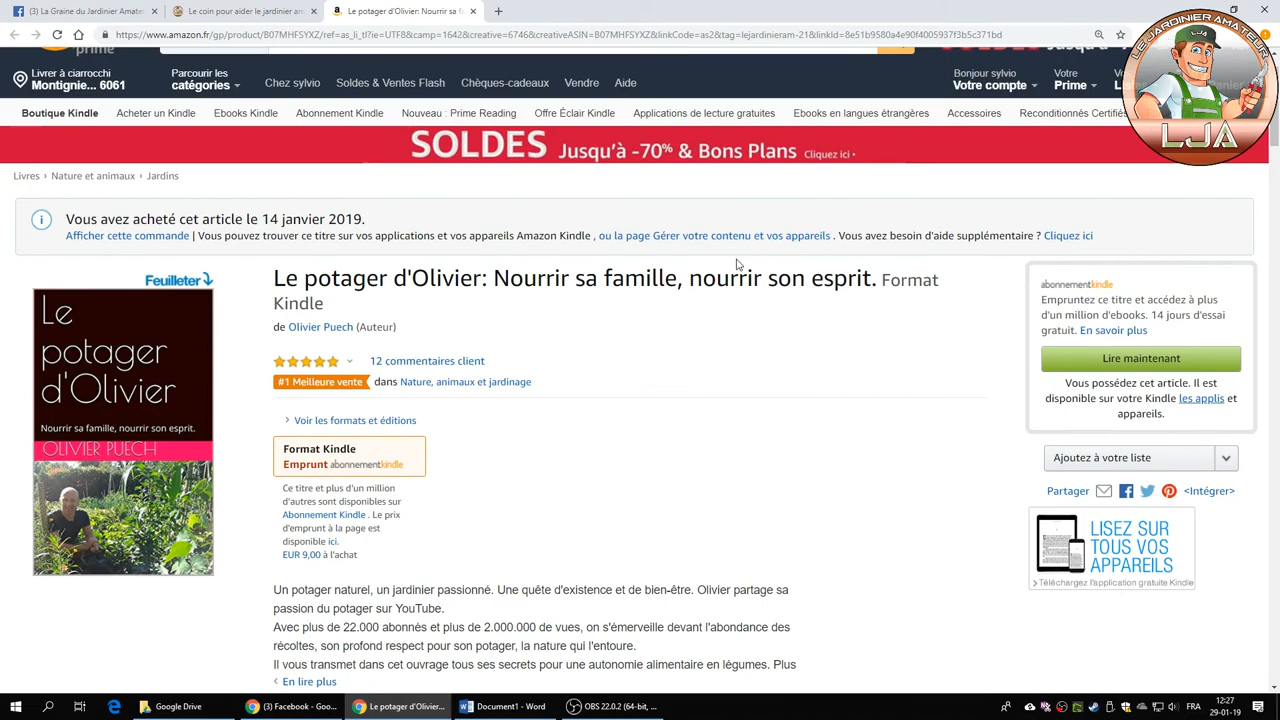 (3) La Graine du Jardinier Amate
Le coin pour aider le jardinier am
Le potager d'Olivier: Nourrir sa f
https://www.amazon.fr/gp/product/B07MHFSYXZ/ref=as_li_tl?ie=UTF8&camp=1642&creative=6746&creativeASIN=B07MHFSYXZ&linkCode=as2&tag=lejardinieram-21&linkId=8e51b9580a4e90f4005937f3b5c371bd
prime
Livrer à ciarrocchi
Montignie... 6061
Parcourir les
catégories
Chez sylvio
Soldes & Ventes Flash
Chèques-cadeaux
Vendre
Aide
Bonjour sylvio
Votre compte
Votre
Prime
LE JARDINIER AMATEUR
LJA
LJA
Boutique Kindle
Acheter un Kindle
Ebooks Kindle
Abonnement Kindle
Nouveau : Prime Reading
Offre Éclair Kindle
Applications de lecture gratuites
Ebooks en langues étrangères
Accessoires
Reconditionnés Certifiés
SOLDES Jusqu'à -70% & Bons Plans Cliquez ici
Livres › Nature et animaux › Jardins
Vous avez acheté cet article le 14 janvier 2019.
Afficher cette commande | Vous pouvez trouver ce titre sur vos applications et vos appareils Amazon Kindle , ou la page Gérer votre contenu et vos appareils . Vous avez besoin d'aide supplémentaire ? Cliquez ici
Feuilleter
Le
potager
d'Olivier
Nourrir sa famille, nourrir son esprit.
OLIVIER PUECH
Le potager d'Olivier: Nourrir sa famille, nourrir son esprit. Format
Kindle
de Olivier Puech (Auteur)
12 commentaires client
#1 Meilleure vente dans Nature, animaux et jardinage
Voir les formats et éditions
Format Kindle
Emprunt abonnementkindle
Ce titre et plus d'un million
d'autres sont disponibles sur
Abonnement Kindle . Le prix
d'emprunt à la page est
disponible ici.
EUR 9,00 à l'achat
Un potager naturel, un jardinier passionné. Une quête d'existence et de bien-être. Olivier partage sa
passion du potager sur YouTube.
Avec plus de 22.000 abonnés et plus de 2.000.000 de vues, on s'émerveille devant l'abondance des
récoltes, son profond respect pour son potager, la nature qui l'entoure.
Il vous transmet dans cet ouvrage tous ses secrets pour une autonomie alimentaire en légumes. Plus
En lire plus
abonnementkindle
Empruntez ce titre et accédez à plus
d'un million d'ebooks. 14 jours d'essai
gratuit. En savoir plus
Lire maintenant
Vous possédez cet article. Il est
disponible sur votre Kindle les applis et
appareils.
Ajoutez à votre liste
Partager
<Intégrer>
LISEZ SUR
TOUS VOS
APPAREILS
Téléchargez l'application gratuite Kindle
Google Drive
(3) Facebook - Goo...
Le potager d'Olivier...
Document1 - Word
OBS 22.0.2 (64-bit, ...
FRA
12:27
29-01-19